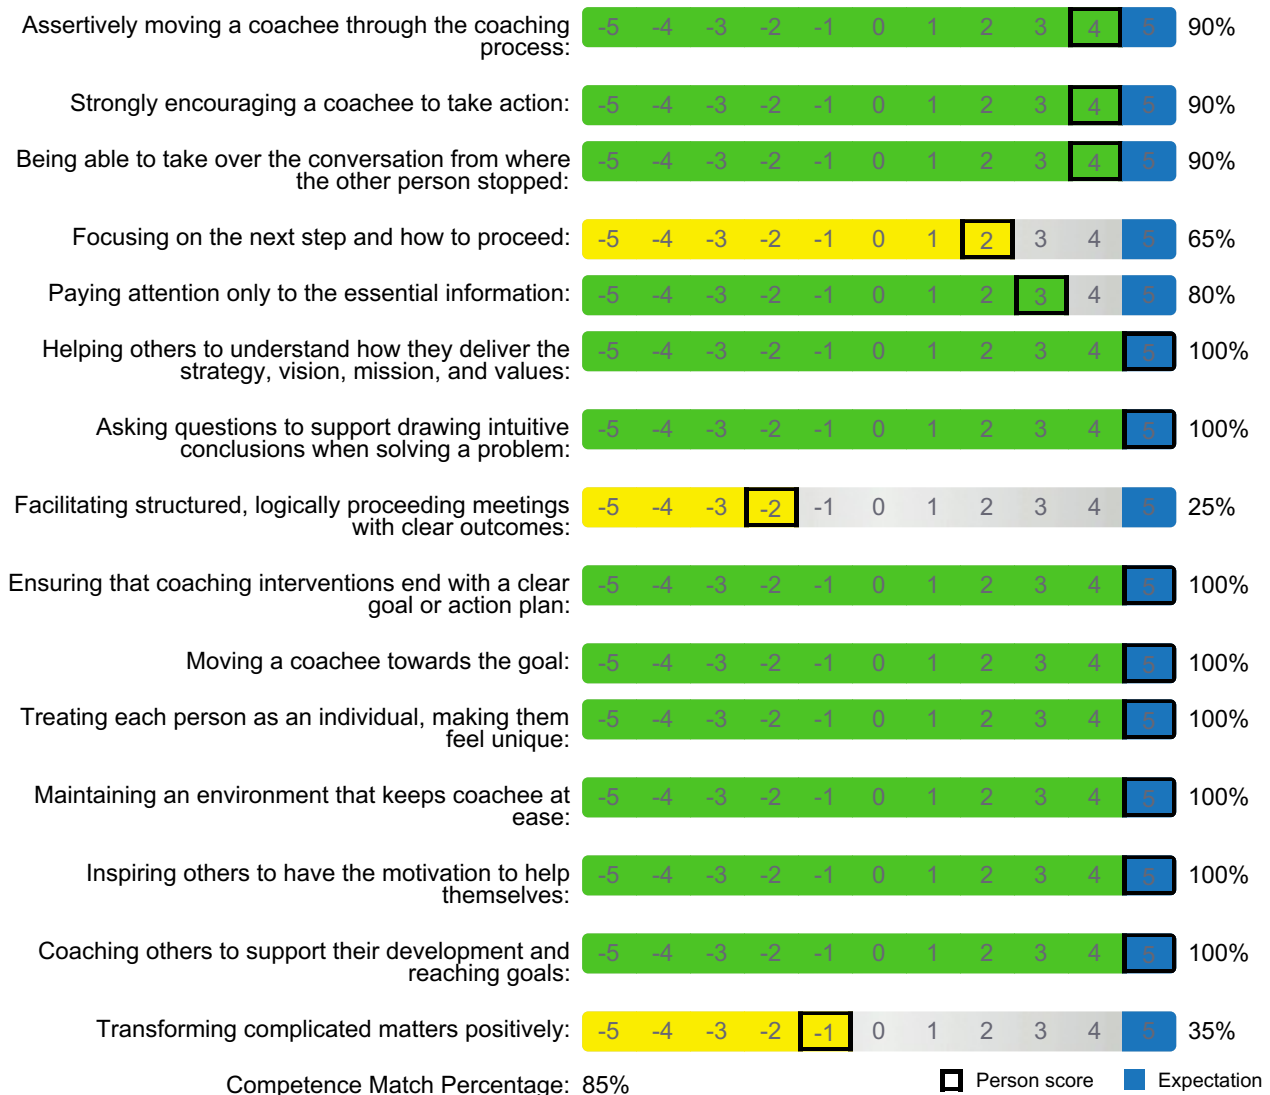 Assertively moving a coachee through the coaching
process:
-5 -4 -3 -2 -1 0 1 2 3 4 5 90%
Strongly encouraging a coachee to take action:
-5 -4 -3 -2 -1 0 1 2 3 4 5 90%
Being able to take over the conversation from where
the other person stopped:
-5 -4 -3 -2 -1 0 1 2 3 4 5 90%
Focusing on the next step and how to proceed:
-5 -4 -3 -2 -1 0 1 2 3 4 5 65%
Paying attention only to the essential information:
-5 -4 -3 -2 -1 0 1 2 3 4 5 80%
Helping others to understand how they deliver the
strategy, vision, mission, and values:
-5 -4 -3 -2 -1 0 1 2 3 4 5 100%
Asking questions to support drawing intuitive
conclusions when solving a problem:
-5 -4 -3 -2 -1 0 1 2 3 4 5 100%
Facilitating structured, logically proceeding meetings
with clear outcomes:
-5 -4 -3 -2 -1 0 1 2 3 4 5 25%
Ensuring that coaching interventions end with a clear
goal or action plan:
-5 -4 -3 -2 -1 0 1 2 3 4 5 100%
Moving a coachee towards the goal:
-5 -4 -3 -2 -1 0 1 2 3 4 5 100%
Treating each person as an individual, making them
feel unique:
-5 -4 -3 -2 -1 0 1 2 3 4 5 100%
Maintaining an environment that keeps coachee at
ease:
-5 -4 -3 -2 -1 0 1 2 3 4 5 100%
Inspiring others to have the motivation to help
themselves:
-5 -4 -3 -2 -1 0 1 2 3 4 5 100%
Coaching others to support their development and
reaching goals:
-5 -4 -3 -2 -1 0 1 2 3 4 5 100%
Transforming complicated matters positively:
-5 -4 -3 -2 -1 0 1 2 3 4 5 35%
Competence Match Percentage: 85%
Person score
Expectation